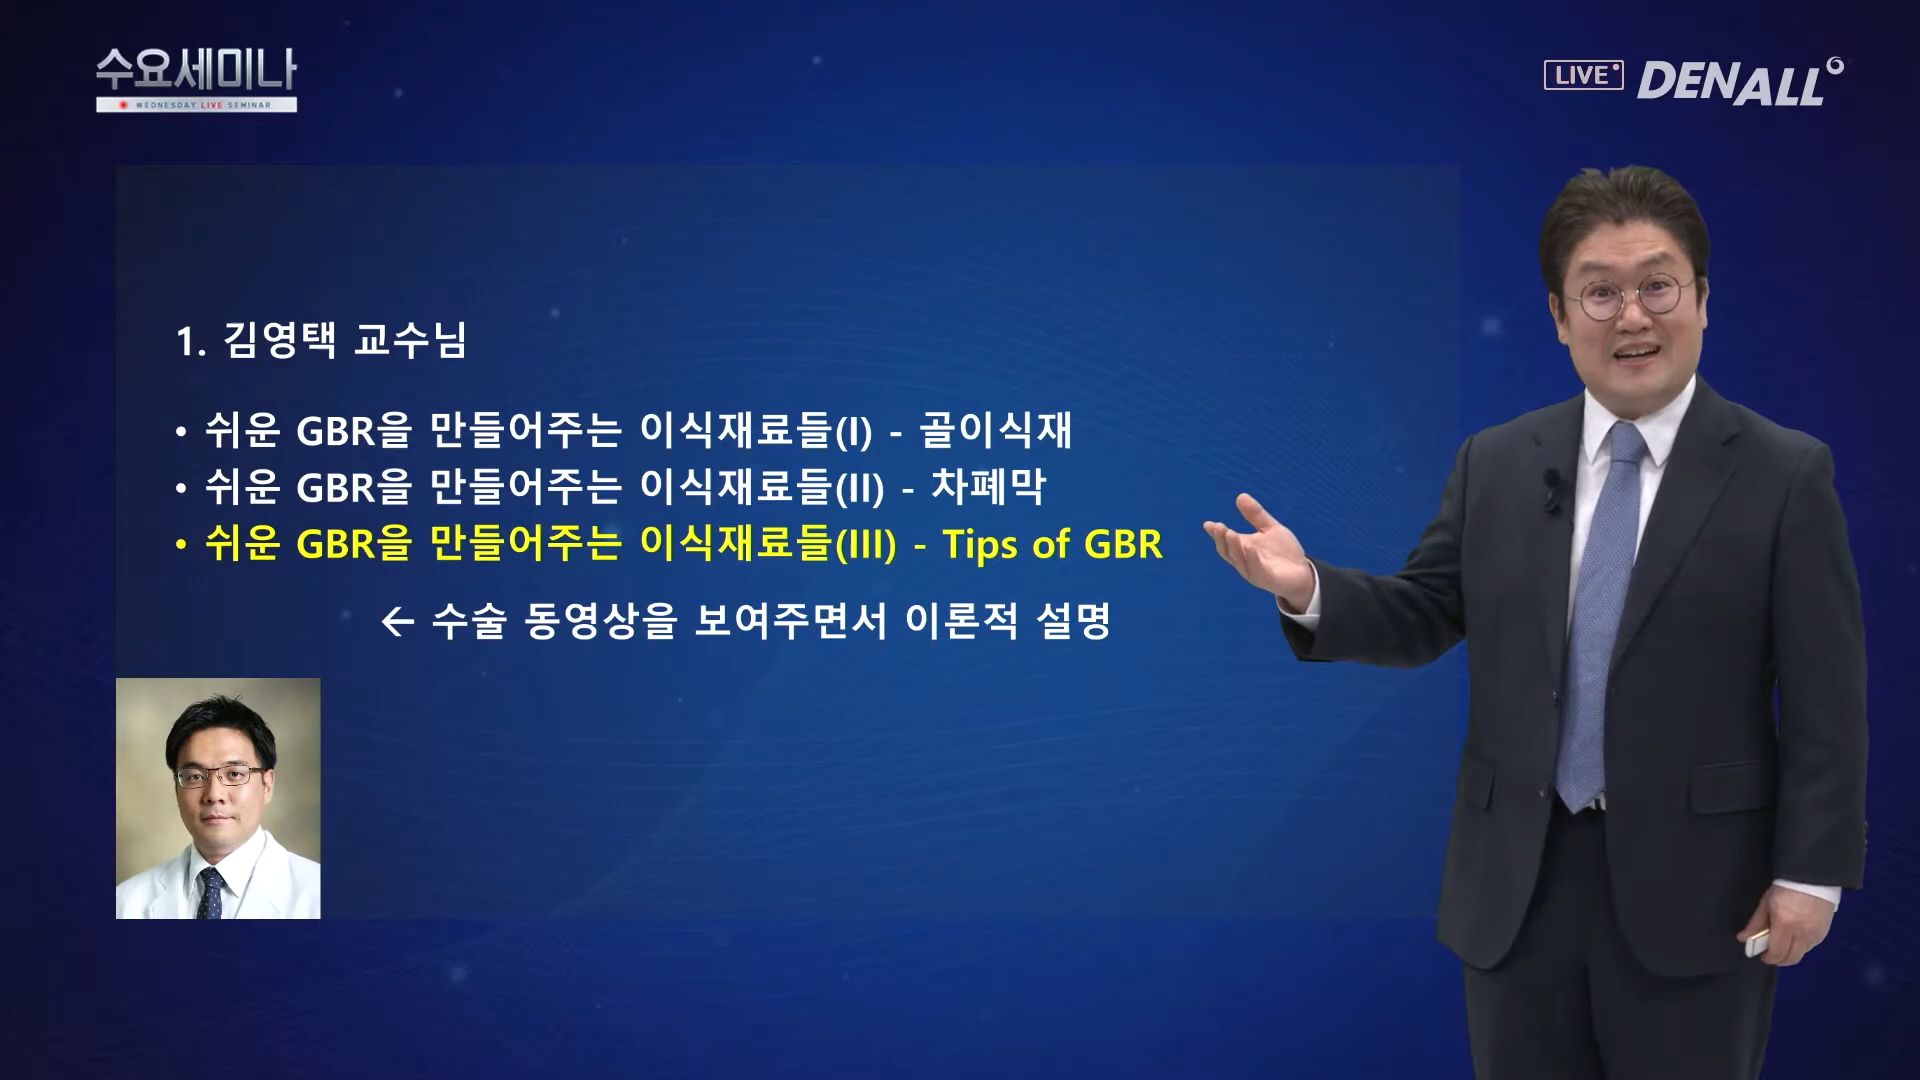 수요세미나
WEDNESDAY LIVE SEMINAR
LIVE
DENALL
1. 김영택 교수님
• 쉬운 GBR을 만들어주는 이식재료들(I) - 골이식재
• 쉬운 GBR을 만들어주는 이식재료들(II) - 차폐막
• 쉬운 GBR을 만들어주는 이식재료들(III) - Tips of GBR
← 수술 동영상을 보여주면서 이론적 설명